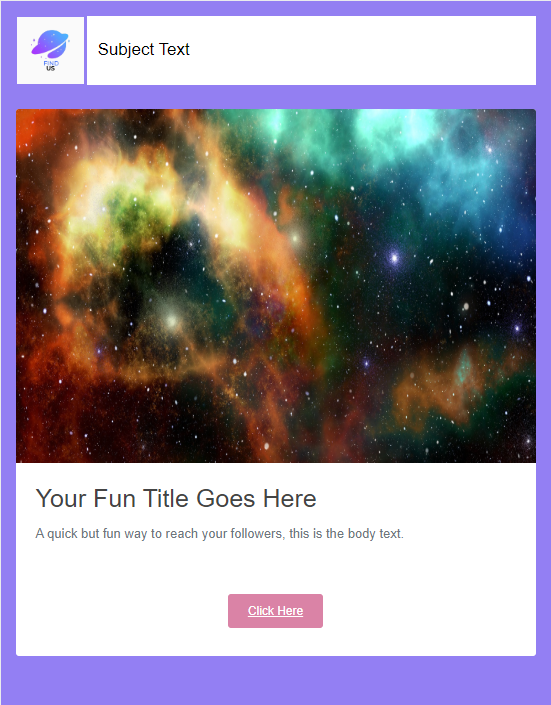 FIND
US
Subject Text
Your Fun Title Goes Here
A quick but fun way to reach your followers, this is the body text.
Click Here